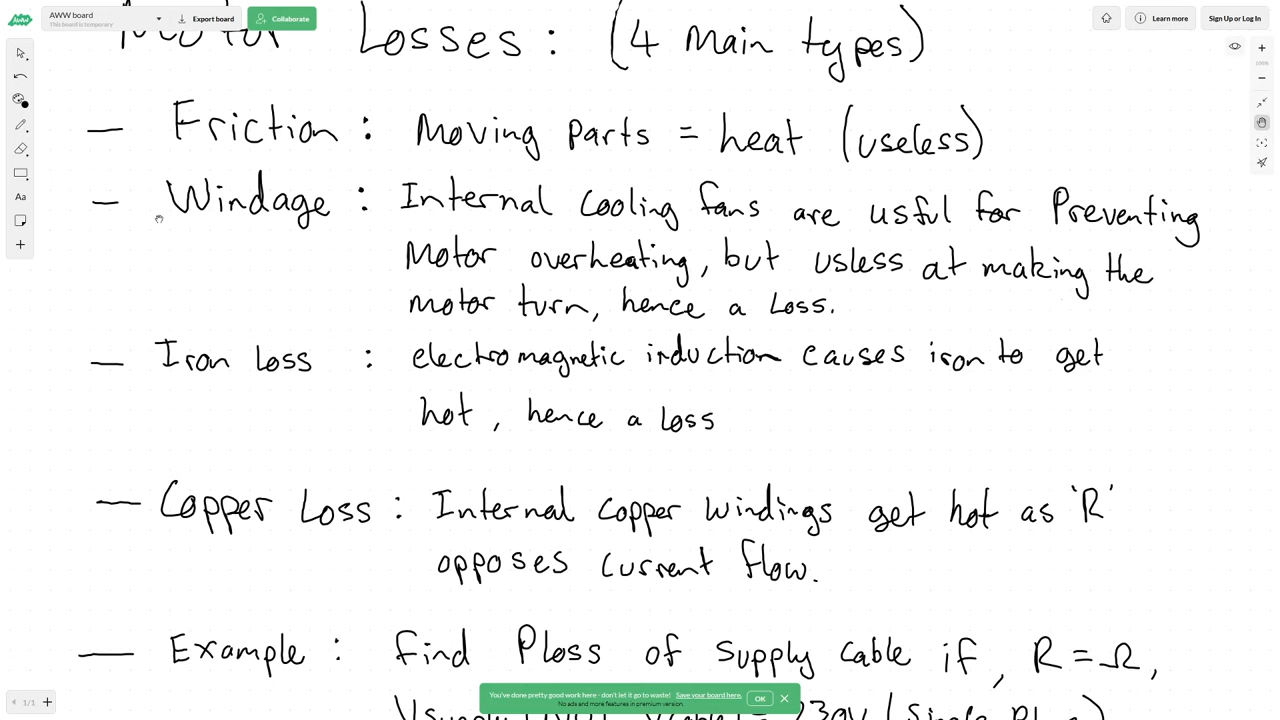 AWW board
This board is temporary
Export board
Collaborate
Learn more
Sign Up or Log In
Motor Losses : (4 Main types)
100%
— Friction : Moving Parts = heat (useless)
— Windage : Internal cooling fans are usful for Preventing
Motor overheating, but usless at making the
motor turn, hence a Loss.
Aa
— Iron Loss : electromagnetic induction causes iron to get
hot, hence a loss
— Copper Loss : Internal copper windings get hot as 'R'
opposes current flow.
— Example : find Ploss of supply cable if, R = Ω,
You've done pretty good work here - don't let it go to waste! Save your board here.
No ads and more features in premium version.
OK
1/1
230V (Single